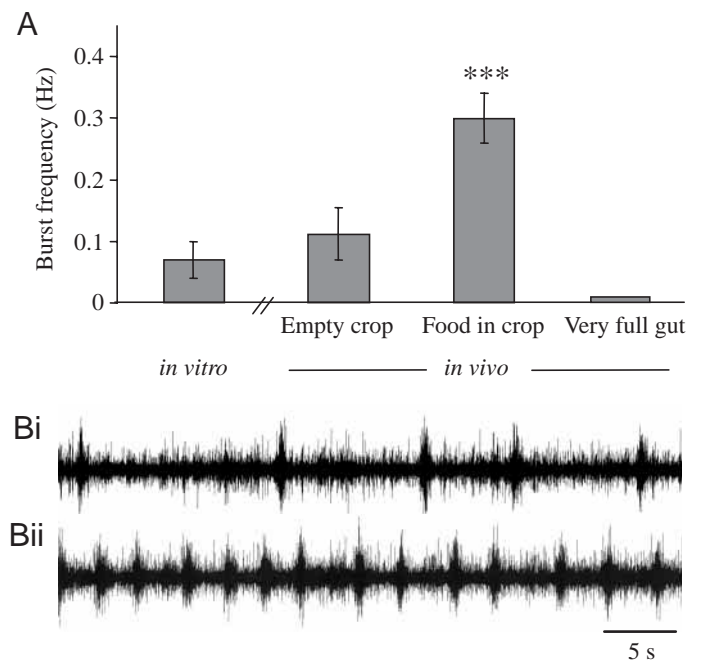 A
Burst frequency (Hz)
0.4
0.3
0.2
0.1
0
***
Empty crop Food in crop Very full gut
in vitro in vivo
Bi
Bii
5 s